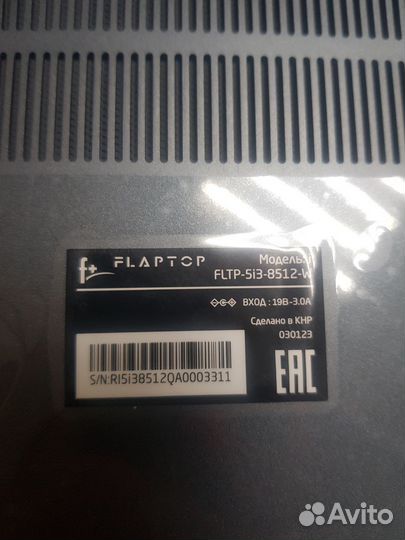 f+ FLAPTOP
Модель:
FLTP-5i3-8512-W
ВХОД : 19В-3.0А
Сделано в КНР
030123
S/N:RI5i38512QA0003311
EAC
Avito